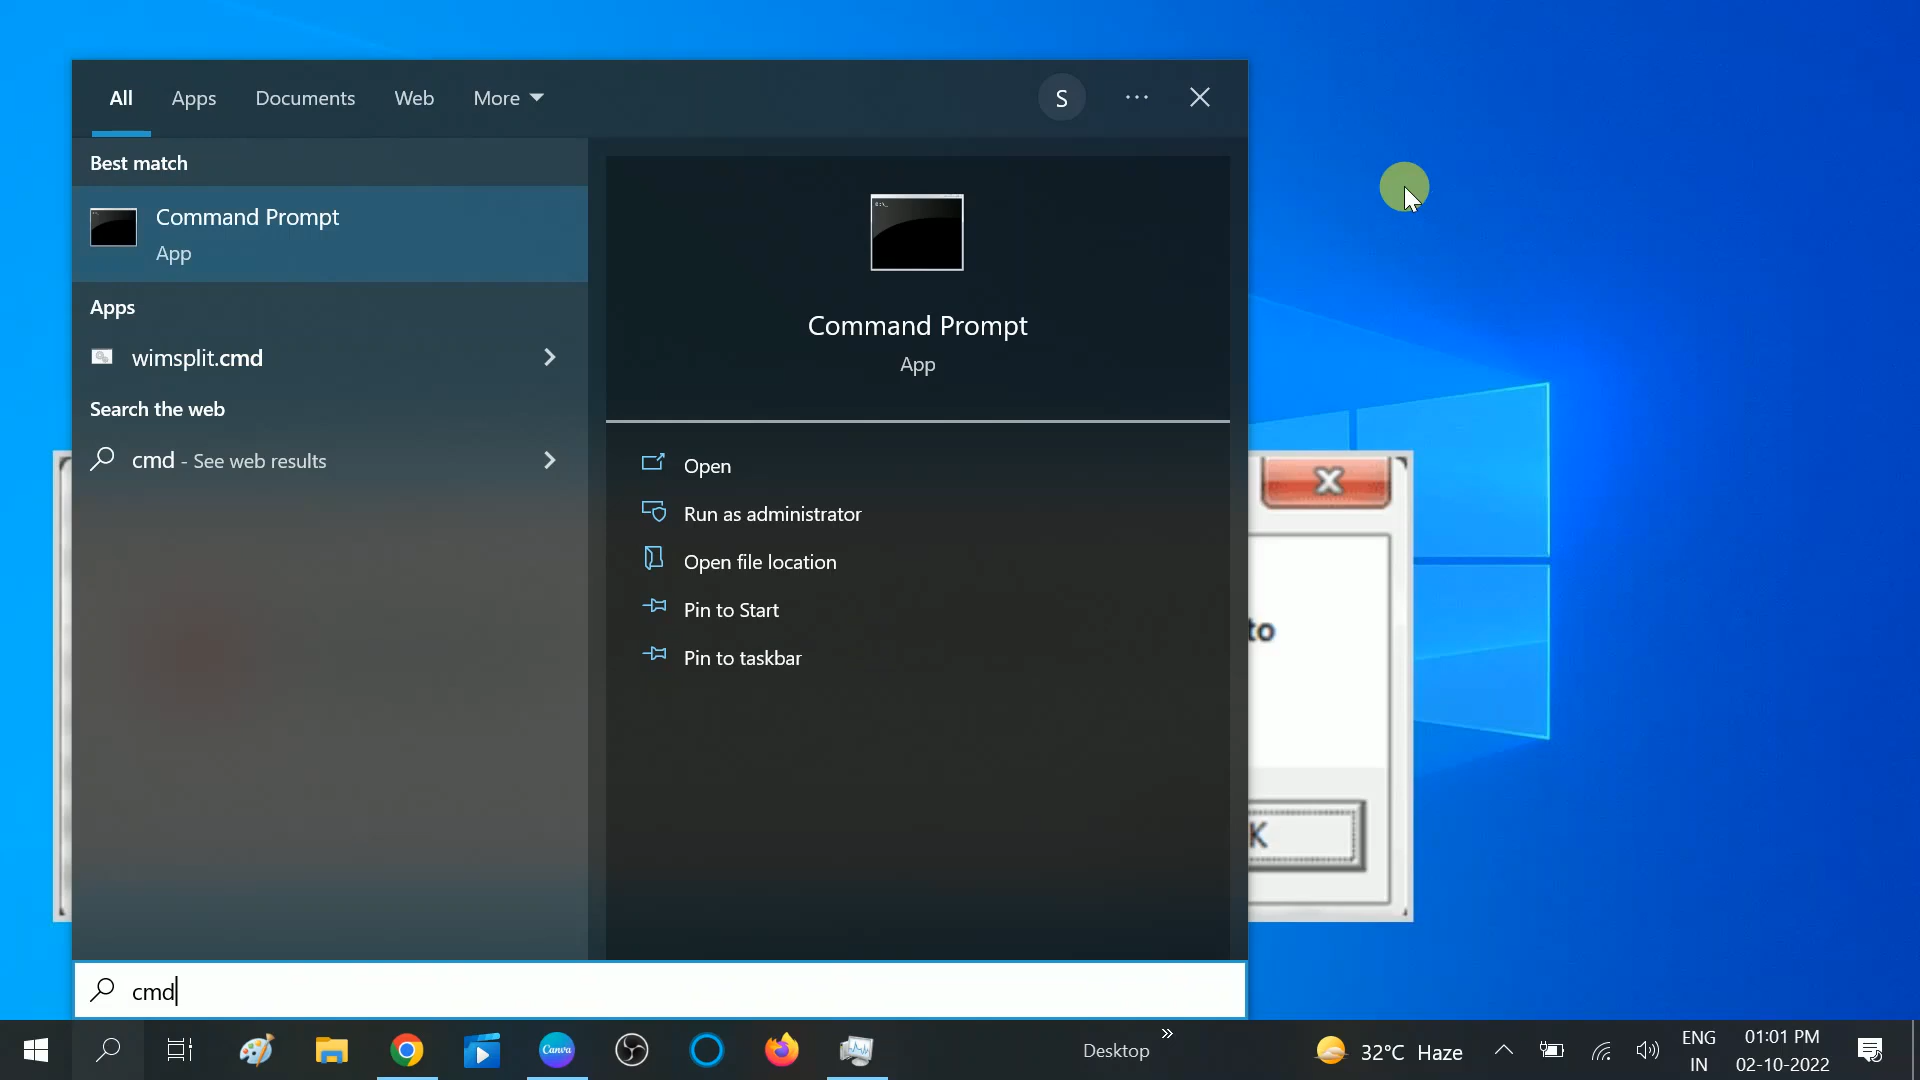 All
Apps
Documents
Web
More
S
Best match
Command Prompt
App
Apps
wimsplit.cmd
Search the web
cmd - See web results
Command Prompt
App
Open
Run as administrator
Open file location
Pin to Start
Pin to taskbar
to
K
cmd
Canva
Desktop
32°C Haze
ENG
IN
01:01 PM
02-10-2022